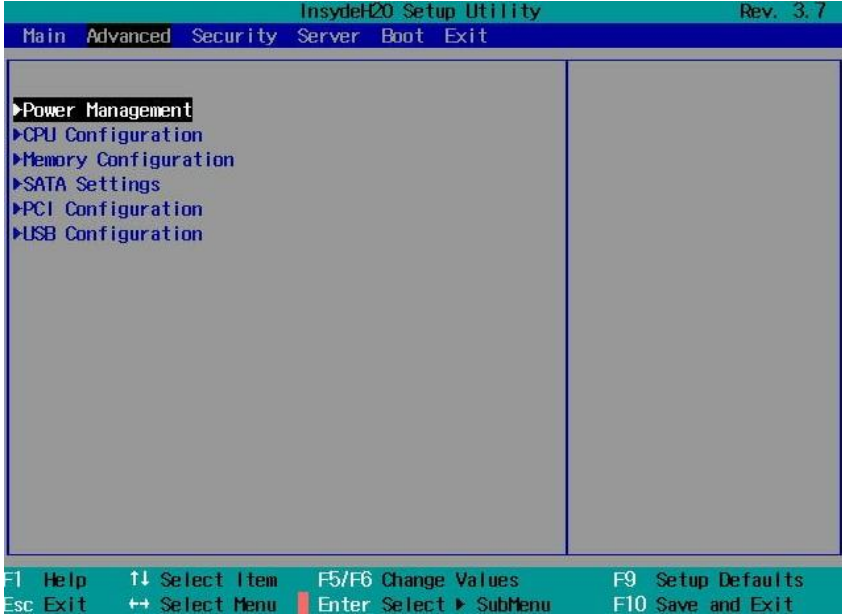 InsydeH2O Setup Utility Rev. 3.7
Main Advanced Security Server Boot Exit
▶Power Management
▶CPU Configuration
▶Memory Configuration
▶SATA Settings
▶PCI Configuration
▶USB Configuration
F1 Help ↑↓ Select Item F5/F6 Change Values F9 Setup Defaults
Esc Exit ↔ Select Menu Enter Select ▶ SubMenu F10 Save and Exit